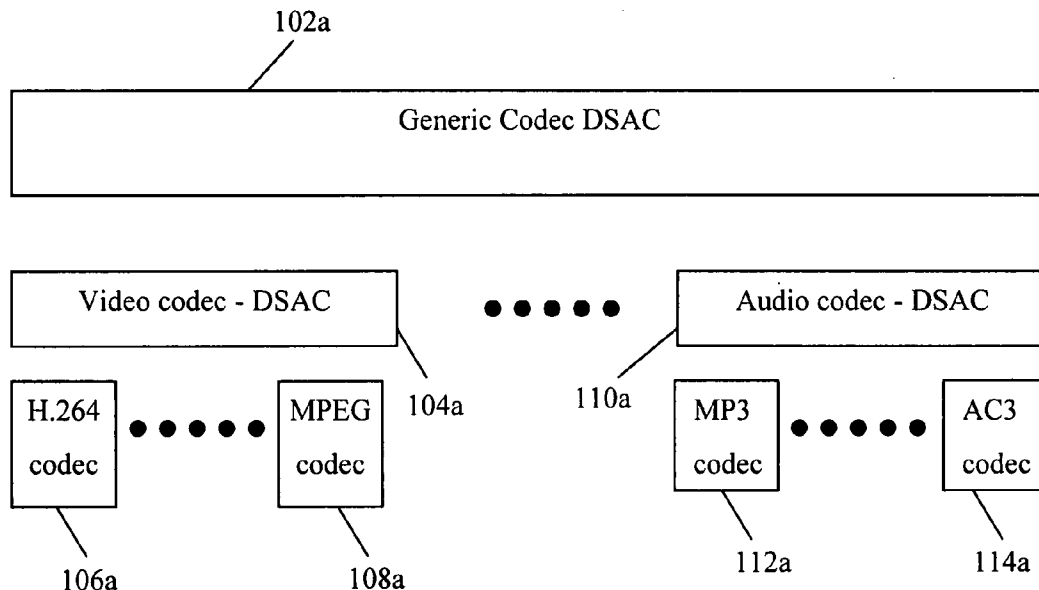 102a
Generic Codec DSAC
Video codec - DSAC
Audio codec - DSAC
104a
110a
H.264
codec
MPEG
codec
MP3
codec
AC3
codec
106a
108a
112a
114a